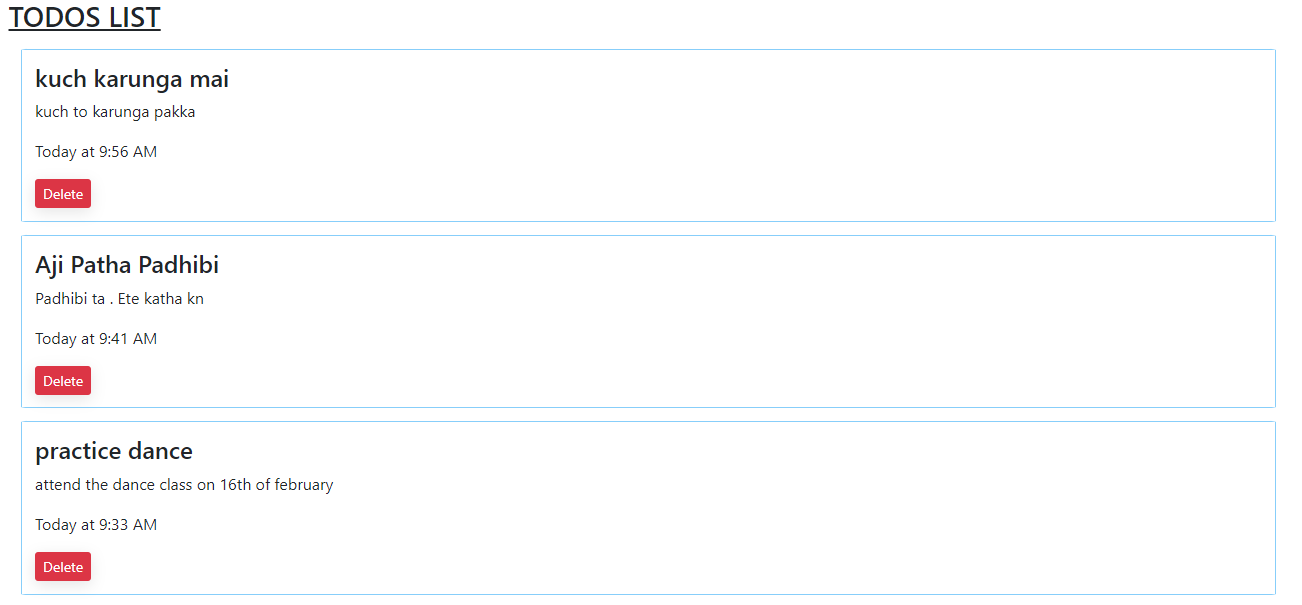 TODOS LIST
kuch karunga mai
kuch to karunga pakka
Today at 9:56 AM
Delete
Aji Patha Padhibi
Padhibi ta . Ete katha kn
Today at 9:41 AM
Delete
practice dance
attend the dance class on 16th of february
Today at 9:33 AM
Delete